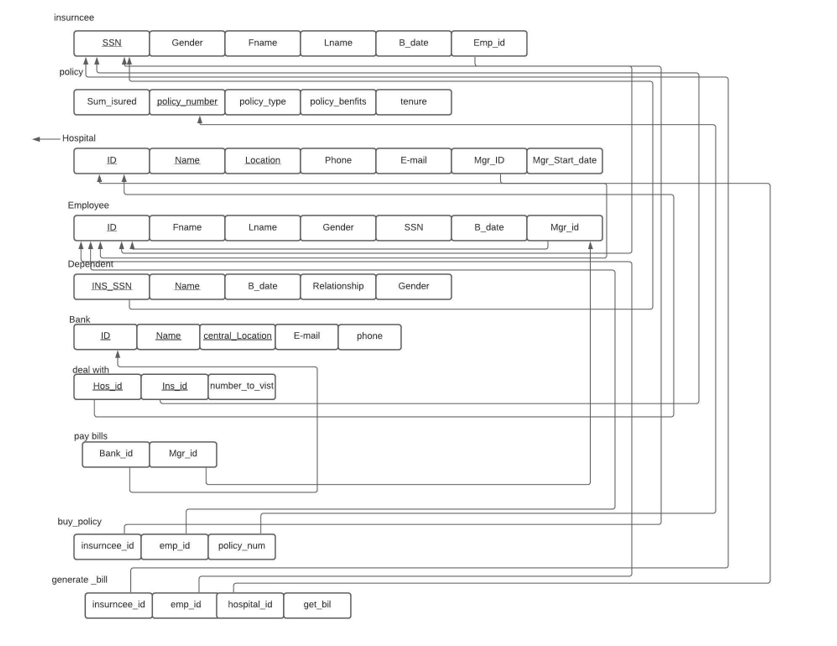 insurncee
SSN Gender Fname Lname B_date Emp_id
policy
Sum_isured policy_number policy_type policy_benfits tenure
Hospital
ID Name Location Phone E-mail Mgr_ID Mgr_Start_date
Employee
ID Fname Lname Gender SSN B_date Mgr_id
Dependent
INS_SSN Name B_date Relationship Gender
Bank
ID Name central_Location E-mail phone
deal with
Hos_id Ins_id number_to_vist
pay bills
Bank_id Mgr_id
buy_policy
insurncee_id emp_id policy_num
generate _bill
insurncee_id emp_id hospital_id get_bil